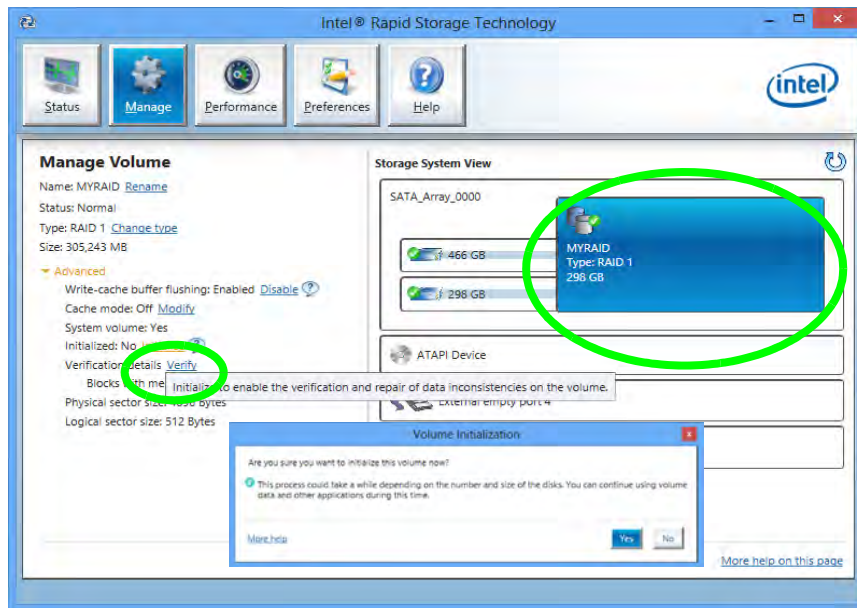 Intel® Rapid Storage Technology
Status
Manage
Performance
Preferences
Help
intel
Manage Volume
Name: MYRAID Rename
Status: Normal
Type: RAID 1 Change type
Size: 305,243 MB
Advanced
Write-cache buffer flushing: Enabled Disable
Cache mode: Off Modify
System volume: Yes
Initialized: No
Verification details Verify
Blocks with
Initialize to enable the verification and repair of data inconsistencies on the volume.
Physical sector Bytes
Logical sector size: 512 Bytes
Storage System View
SATA_Array_0000
466 GB
298 GB
MYRAID
Type: RAID 1
298 GB
ATAPI Device
External empty port 4
Volume Initialization
Are you sure you want to initialize this volume now?
This process could take a while depending on the number and size of the disks. You can continue using volume
data and other applications during this time.
More help
Yes
No
More help on this page